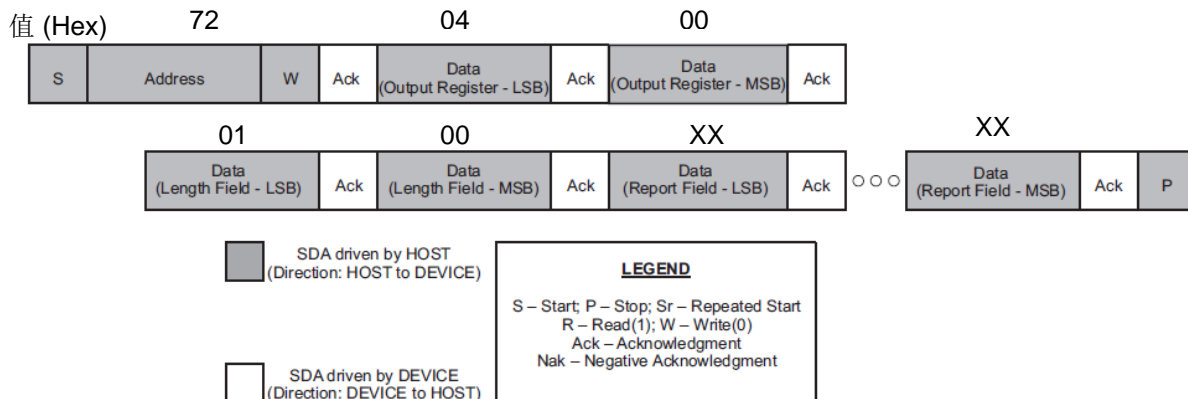 值 (Hex) 72 04 00
S Address W Ack Data Ack Data Ack
(Output Register - LSB) (Output Register - MSB)
01 00 XX XX
Data Ack Data Ack Data Ack ○○○ Data Ack P
(Length Field - LSB) (Length Field - MSB) (Report Field - LSB) (Report Field - MSB)
SDA driven by HOST
(Direction: HOST to DEVICE)
LEGEND
S – Start; P – Stop; Sr – Repeated Start
R – Read(1); W – Write(0)
Ack – Acknowledgment
Nak – Negative Acknowledgment
SDA driven by DEVICE
(Direction: DEVICE to HOST)